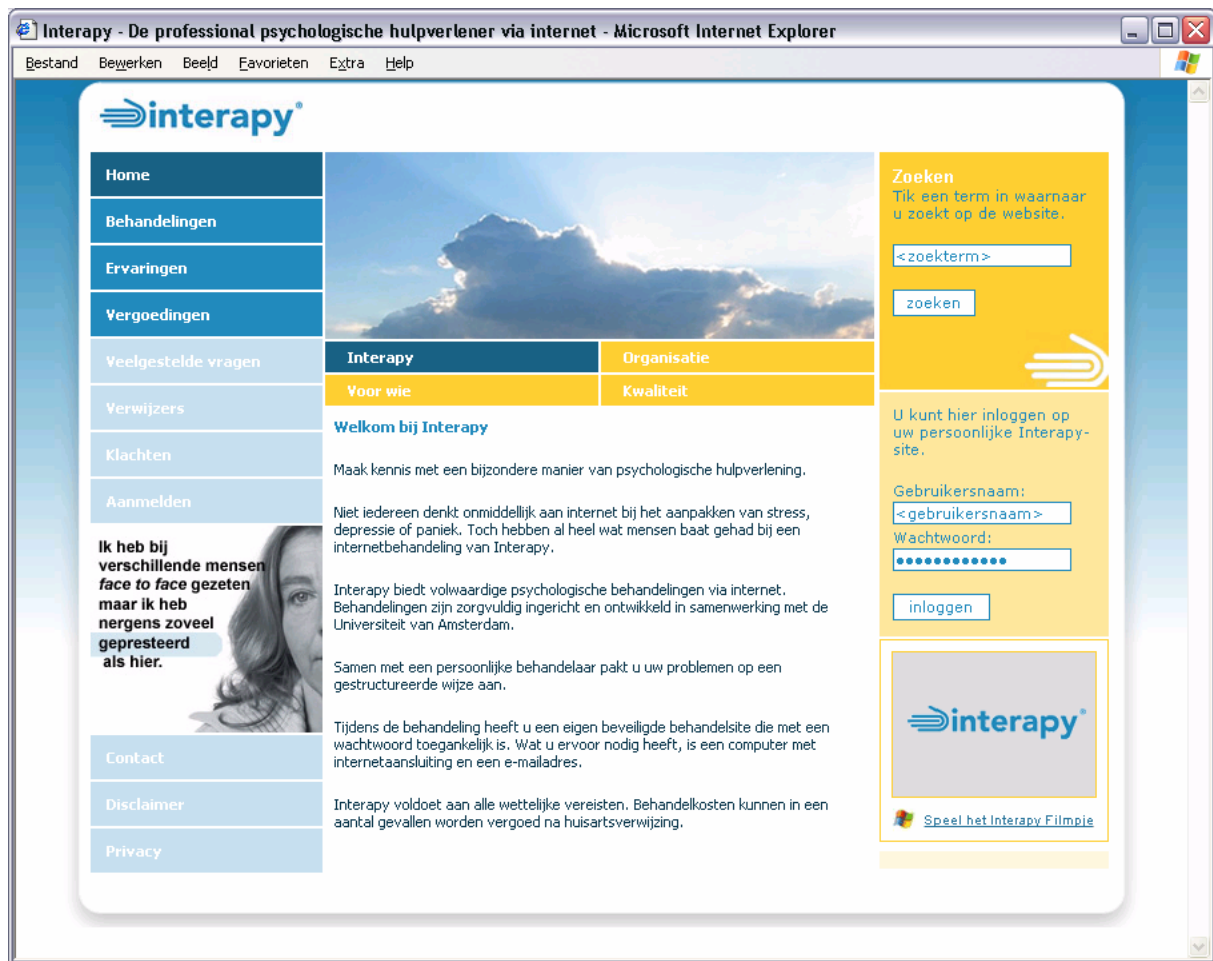 Interapy - De professional psychologische hulpverlener via internet - Microsoft Internet Explorer
Bestand Bewerken Beeld Favorieten Extra Help
interapy®
Home
Behandelingen
Ervaringen
Vergoedingen
Veelgestelde vragen
Verwijzers
Klachten
Aanmelden
Ik heb bij
verschillende mensen
face to face gezeten
maar ik heb
nergens zoveel
gepresteerd
als hier.
Contact
Disclaimer
Privacy
Interapy Organisatie
Voor wie Kwaliteit
Welkom bij Interapy
Maak kennis met een bijzondere manier van psychologische hulpverlening.
Niet iedereen denkt onmiddellijk aan internet bij het aanpakken van stress,
depressie of paniek. Toch hebben al heel wat mensen baat gehad bij een
internetbehandeling van Interapy.
Interapy biedt volwaardige psychologische behandelingen via internet.
Behandelingen zijn zorgvuldig ingericht en ontwikkeld in samenwerking met de
Universiteit van Amsterdam.
Samen met een persoonlijke behandelaar pakt u uw problemen op een
gestructureerde wijze aan.
Tijdens de behandeling heeft u een eigen beveiligde behandelsite die met een
wachtwoord toegankelijk is. Wat u ervoor nodig heeft, is een computer met
internetaansluiting en een e-mailadres.
Interapy voldoet aan alle wettelijke vereisten. Behandelkosten kunnen in een
aantal gevallen worden vergoed na huisartsverwijzing.
Zoeken
Tik een term in waarnaar
u zoekt op de website.
<zoekterm>
zoeken
U kunt hier inloggen op
uw persoonlijke Interapy-
site.
Gebruikersnaam:
<gebruikersnaam>
Wachtwoord:
••••••••••••
inloggen
interapy®
Speel het Interapy Filmpje